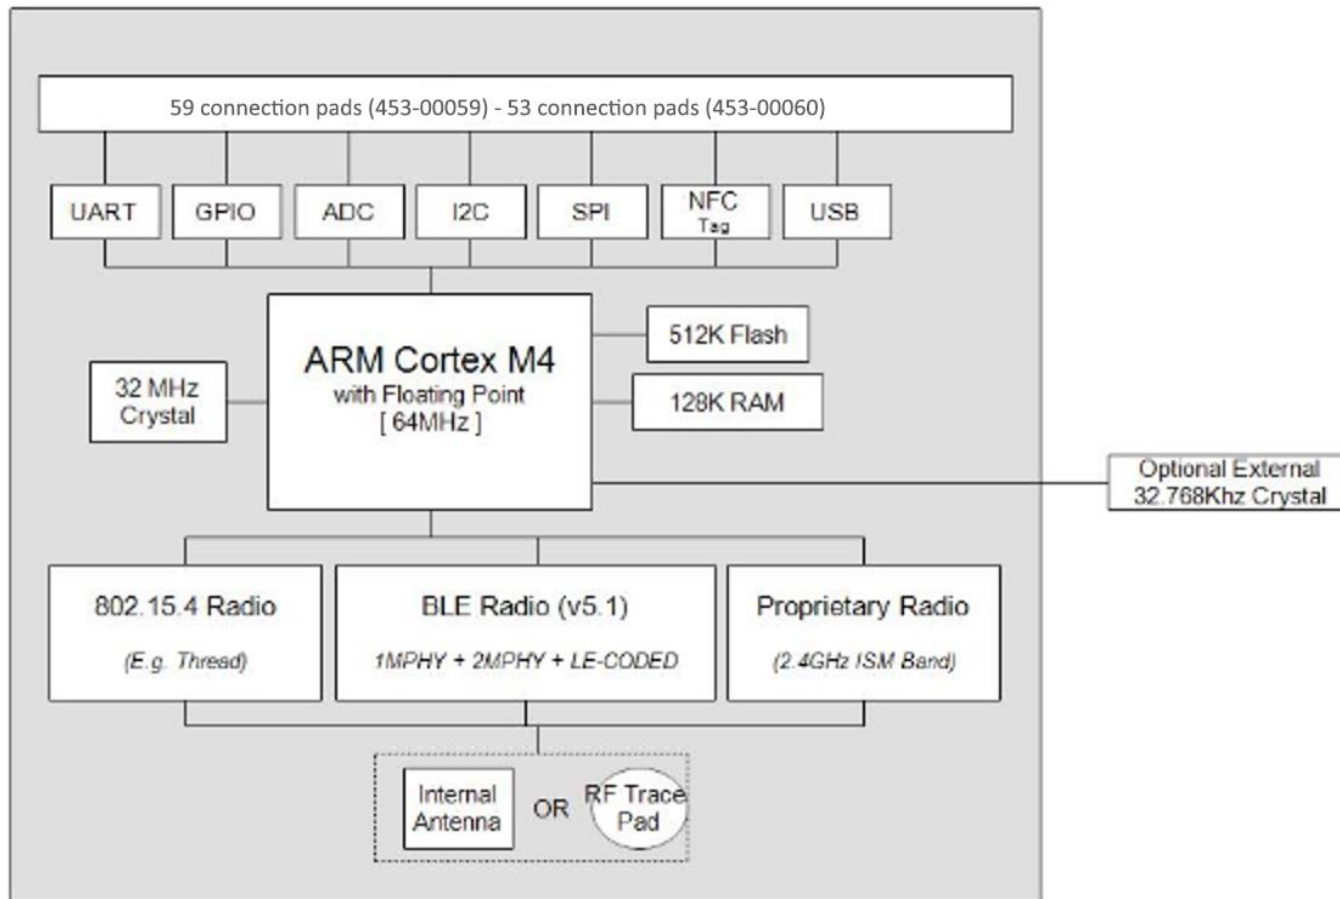 59 connection pads (453-00059) - 53 connection pads (453-00060)
UART
GPIO
ADC
I2C
SPI
NFC
Tag
USB
ARM Cortex M4
with Floating Point
[ 64MHz ]
512K Flash
128K RAM
32 MHz
Crystal
Optional External
32.768Khz Crystal
802.15.4 Radio
(E.g. Thread)
BLE Radio (v5.1)
1MPHY + 2MPHY + LE-CODED
Proprietary Radio
(2.4GHz ISM Band)
Internal
Antenna
OR
RF Trace
Pad